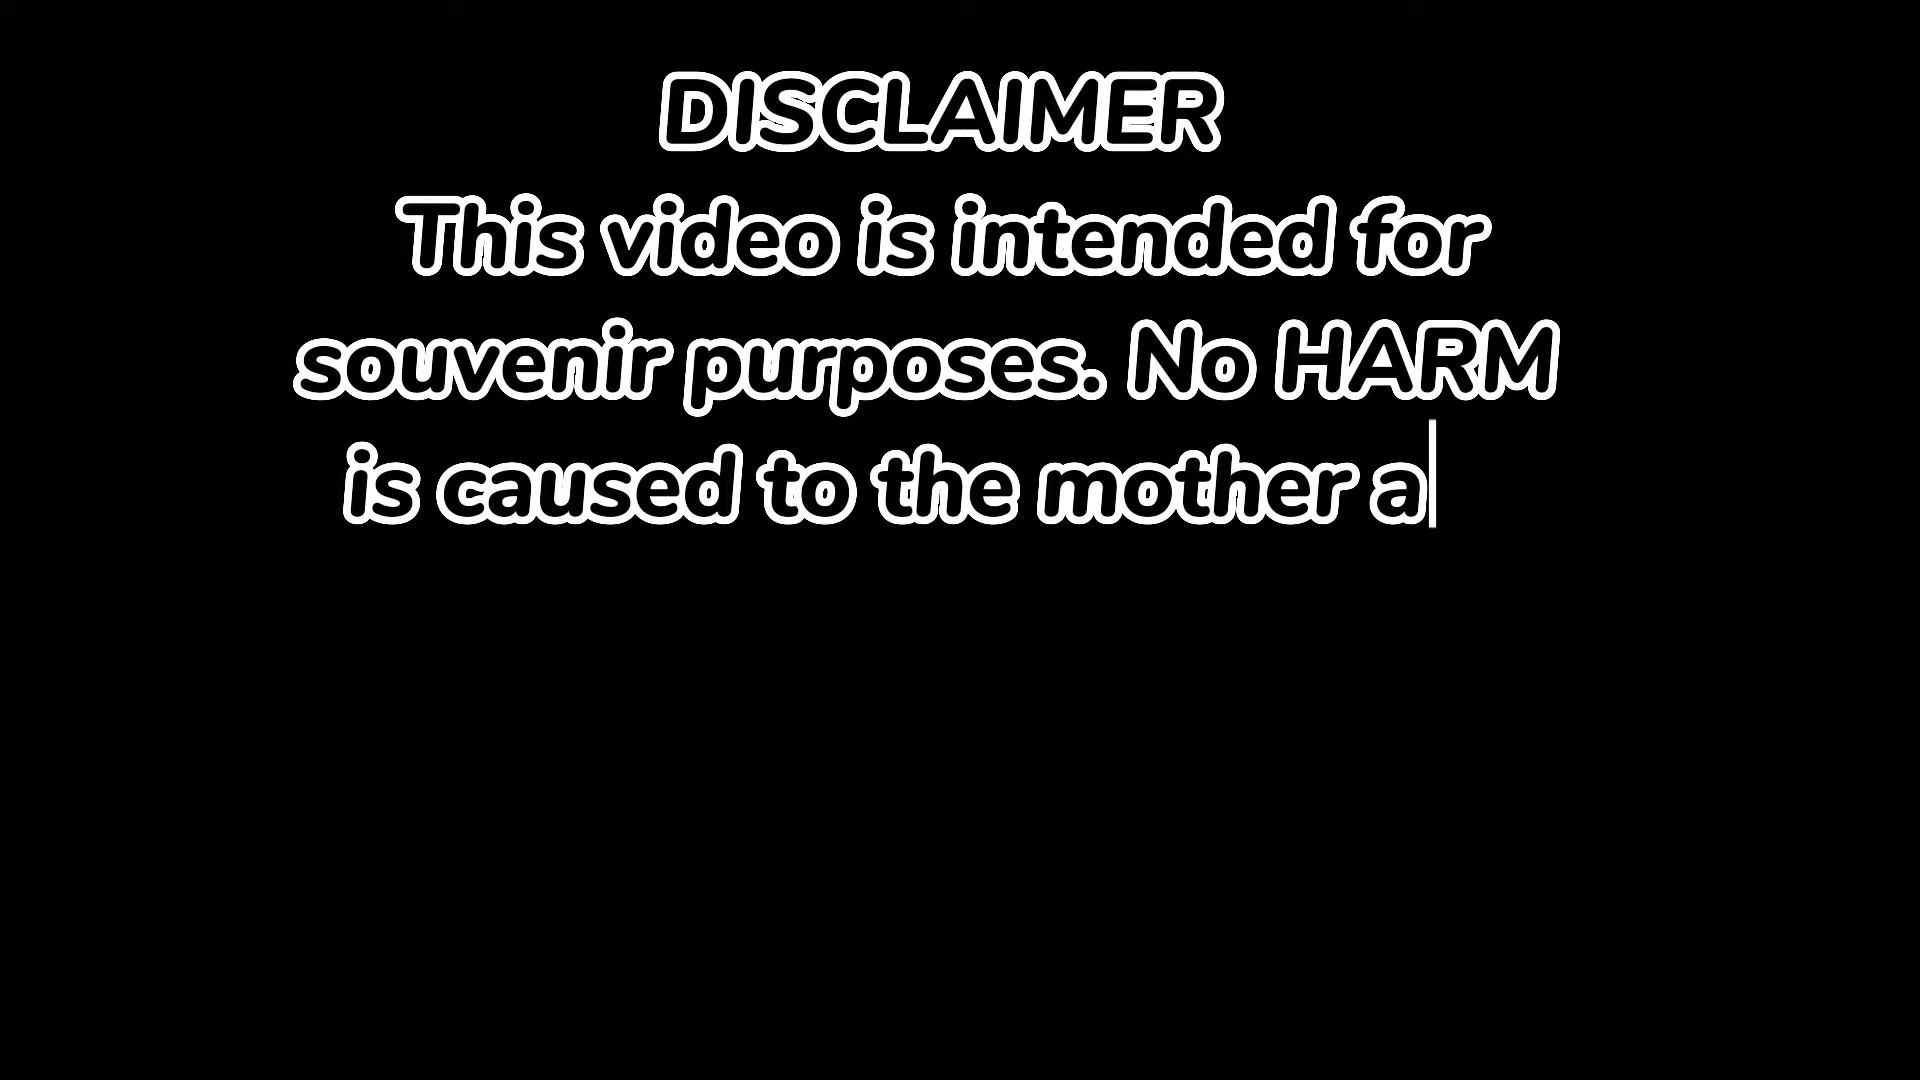 DISCLAIMER
This video is intended for
souvenir purposes. No HARM
is caused to the mother a